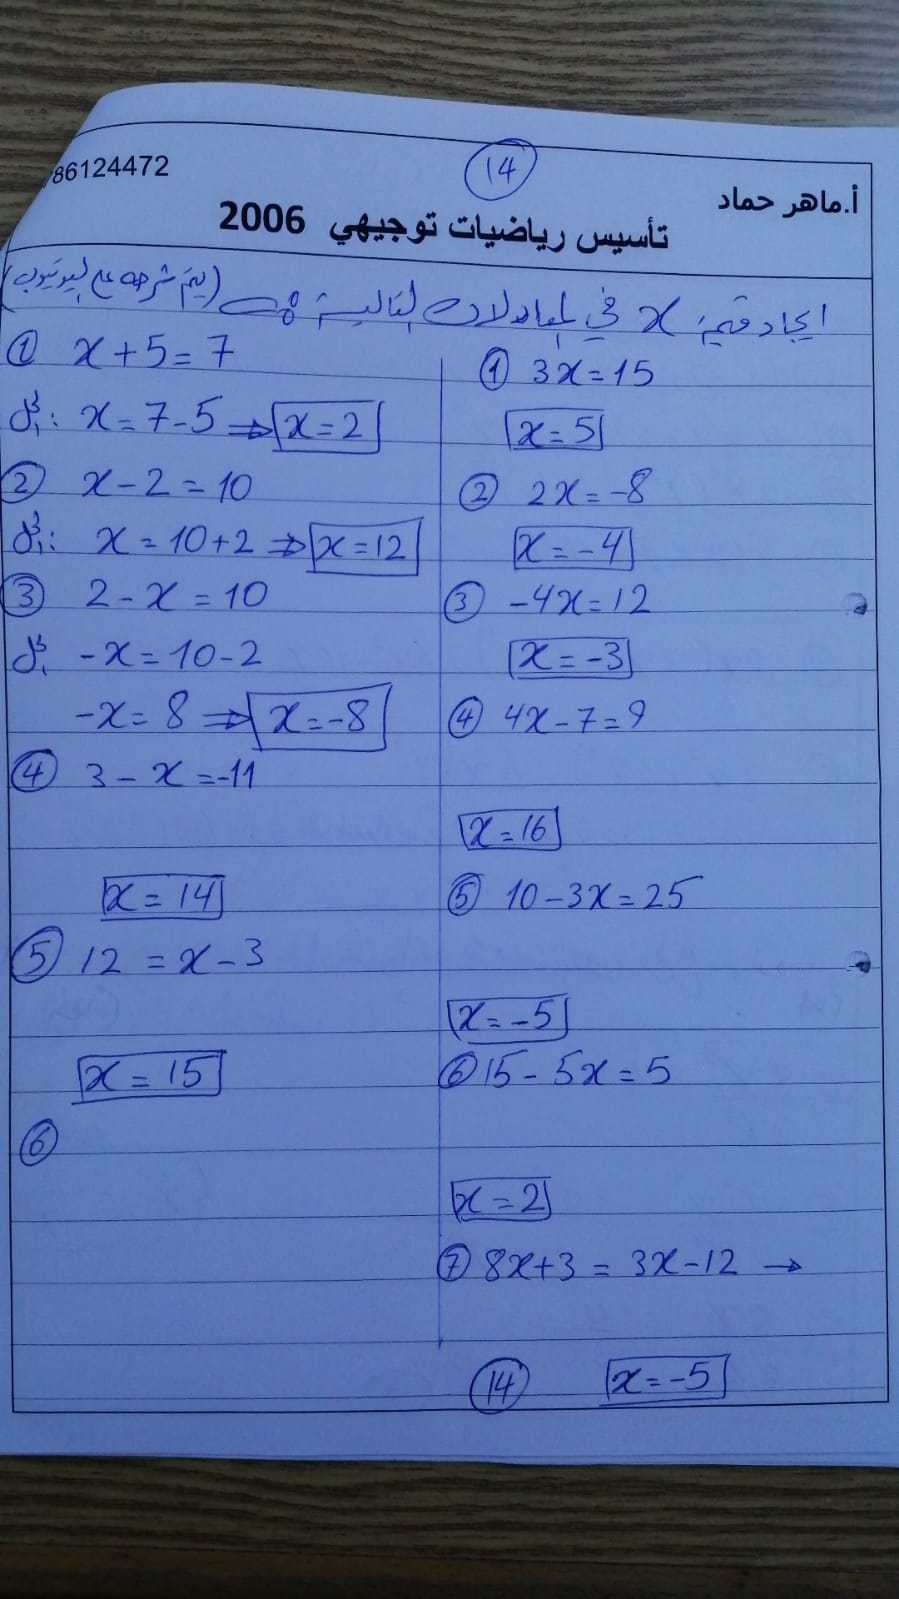 86124472
14
أ.ماهر حماد
تأسيس رياضيات توجيهي 2006
ايجاد قيمة x في المعادلات التالية (يتم شرحه على اليوتيوب)
① x + 5 = 7
x = 7 - 5 ⇒ x = 2
② x - 2 = 10
x = 10 + 2 ⇒ x = 12
③ 2 - x = 10
-x = 10 - 2
-x = 8 ⇒ x = -8
④ 3 - x = -11
x = 14
⑤ 12 = x - 3
x = 15
⑥
① 3x = 15
x = 5
② 2x = -8
x = -4
③ -4x = 12
x = -3
④ 4x - 7 = 9
x = 16
⑤ 10 - 3x = 25
x = -5
⑥ 15 - 5x = 5
x = 2
⑦ 8x + 3 = 3x - 12 →
x = -5
14